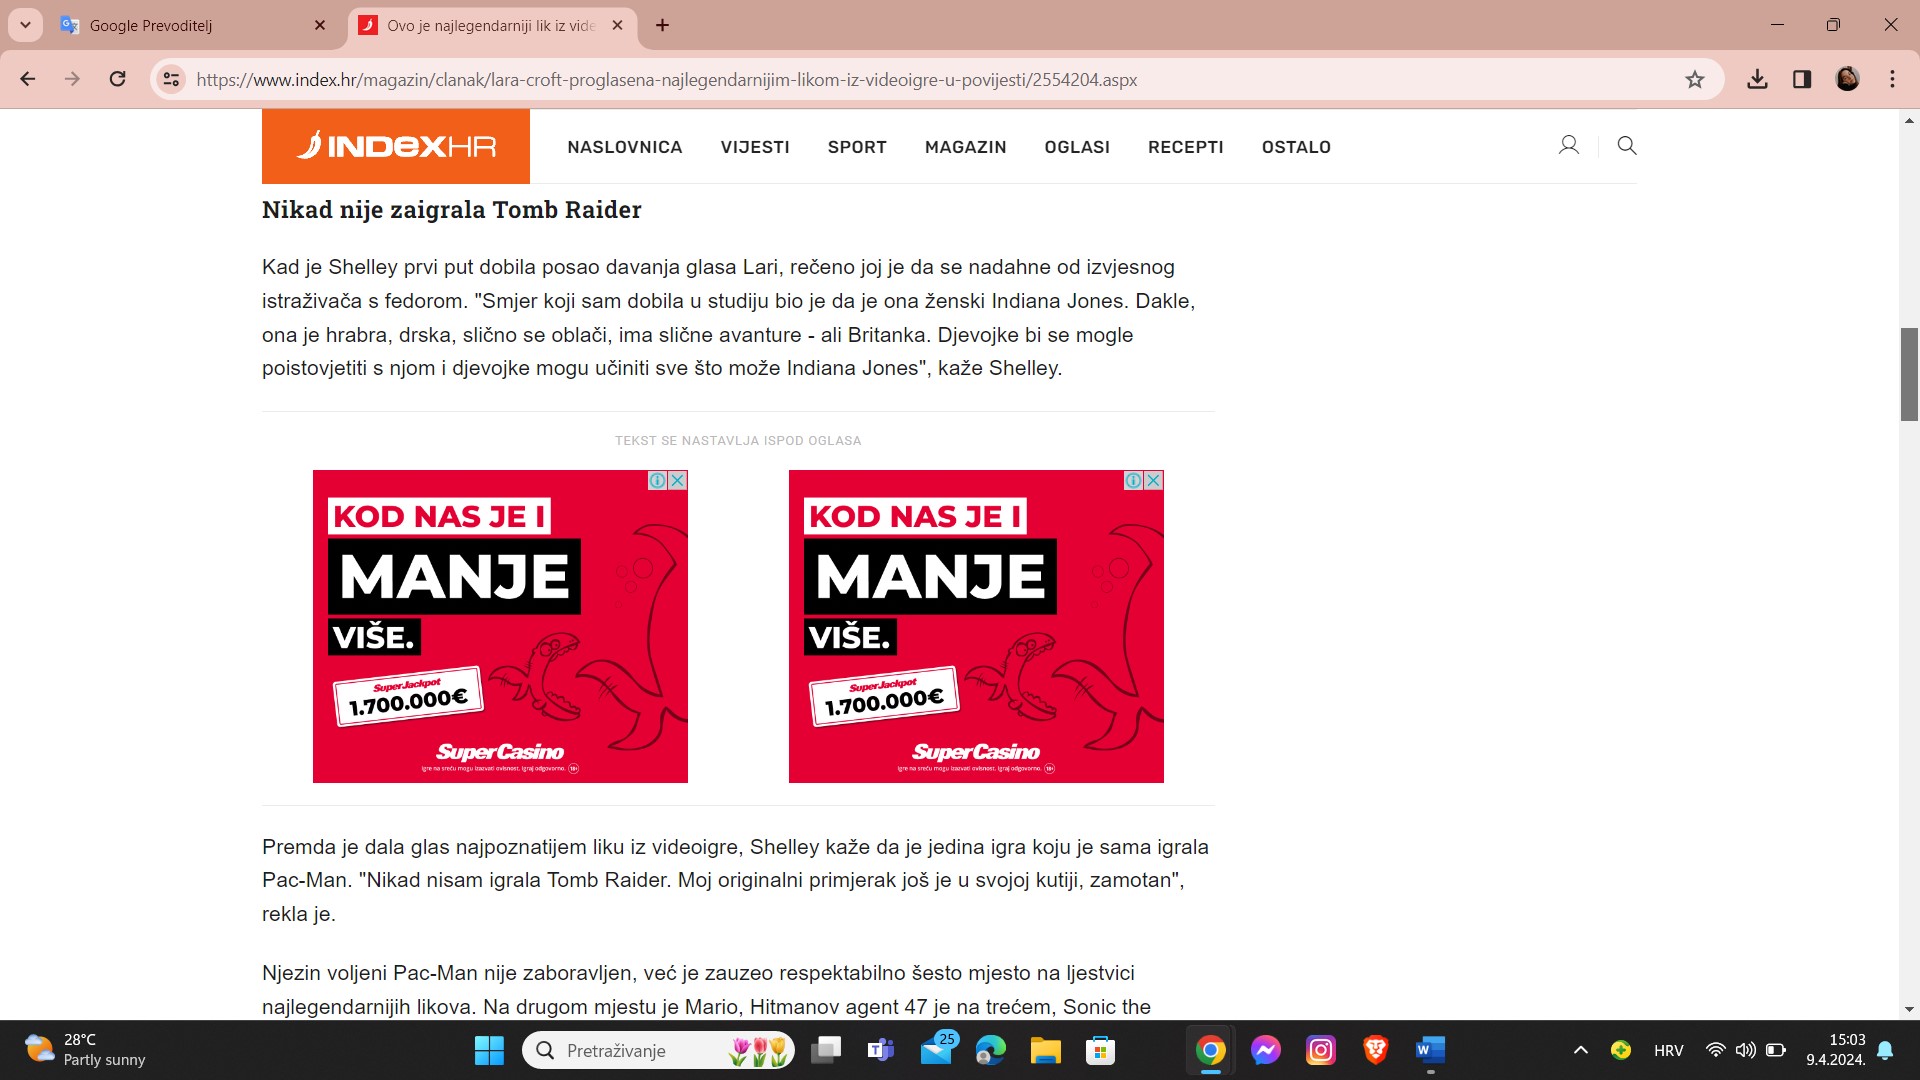 Google Prevoditelj
Ovo je najlegendarniji lik iz vide
https://www.index.hr/magazin/clanak/lara-croft-proglasena-najlegendarnijim-likom-iz-videoigre-u-povijesti/2554204.aspx
INDEXHR
NASLOVNICA VIJESTI SPORT MAGAZIN OGLASI RECEPTI OSTALO
Nikad nije zaigrala Tomb Raider
Kad je Shelley prvi put dobila posao davanja glasa Lari, rečeno joj je da se nadahne od izvjesnog
istraživača s fedorom. "Smjer koji sam dobila u studiju bio je da je ona ženski Indiana Jones. Dakle,
ona je hrabra, drska, slično se oblači, ima slične avanture - ali Britanka. Djevojke bi se mogle
poistovjetiti s njom i djevojke mogu učiniti sve što može Indiana Jones", kaže Shelley.
TEKST SE NASTAVLJA ISPOD OGLASA
KOD NAS JE I
MANJE
VIŠE.
SuperJackpot
1.700.000€
SuperCasino
Igre na sreću mogu izazvati ovisnost. Igraj odgovorno. 18+
KOD NAS JE I
MANJE
VIŠE.
SuperJackpot
1.700.000€
SuperCasino
Igre na sreću mogu izazvati ovisnost. Igraj odgovorno. 18+
Premda je dala glas najpoznatijem liku iz videoigre, Shelley kaže da je jedina igra koju je sama igrala
Pac-Man. "Nikad nisam igrala Tomb Raider. Moj originalni primjerak još je u svojoj kutiji, zamotan",
rekla je.
Njezin voljeni Pac-Man nije zaboravljen, već je zauzeo respektabilno šesto mjesto na ljestvici
najlegendarnijih likova. Na drugom mjestu je Mario, Hitmanov agent 47 je na trećem, Sonic the
28°C
Partly sunny
Pretraživanje
25
HRV
15:03
9.4.2024.